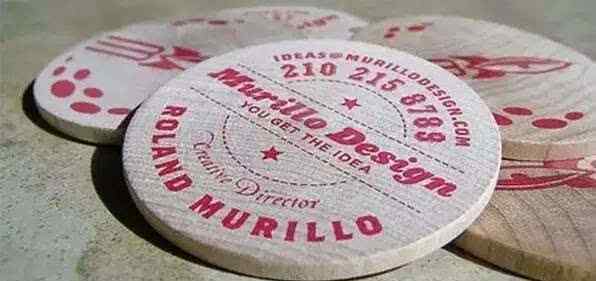 IDEAS@MURILLODESIGN.COM
210 215 8783
Murillo Design
YOU GET THE IDEA
Creative Director
ROLAND MURILLO